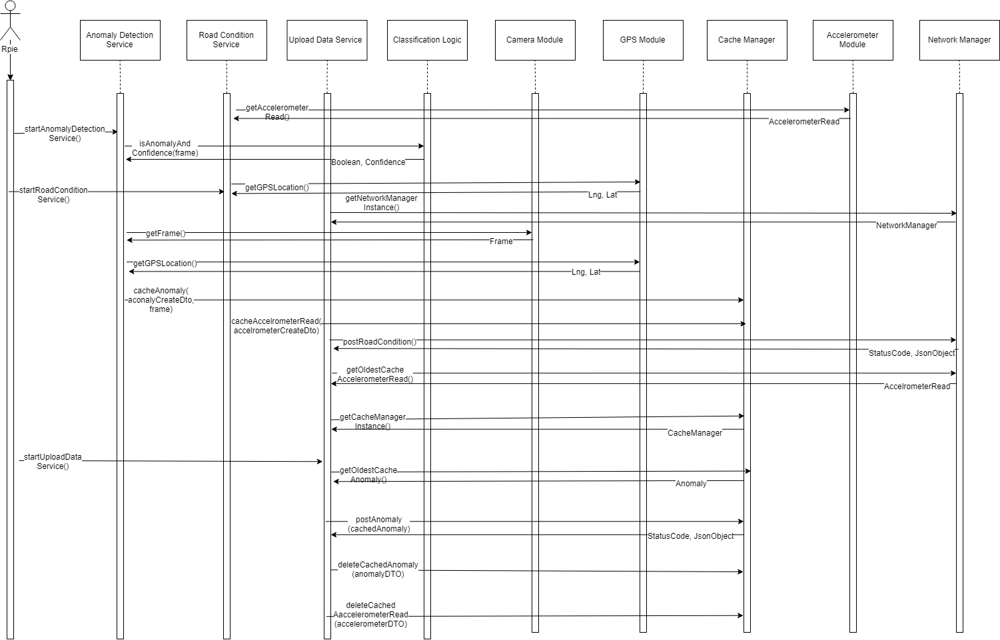 Rpie
Anomaly Detection
Service
Road Condition
Service
Upload Data Service
Classification Logic
Camera Module
GPS Module
Cache Manager
Accelerometer
Module
Network Manager
getAccelerometer
Read()
AccelerometerRead
startAnomalyDetection
Service()
isAnomalyAnd
Confidence(frame)
Boolean, Confidence
startRoadCondition
Service()
getGPSLocation()
Lng, Lat
getNetworkManager
Instance()
NetworkManager
getFrame()
Frame
getGPSLocation()
Lng, Lat
cacheAnomaly(
aconalyCreateDto,
frame)
cacheAccelrometerRead(
accelrometerCreateDto)
postRoadCondition()
StatusCode, JsonObject
getOldestCache
AccelerometerRead()
AccelrometerRead
getCacheManager
Instance()
CacheManager
startUploadData
Service()
getOldestCache
Anomaly()
Anomaly
postAnomaly
(cachedAnomaly)
StatusCode, JsonObject
deleteCachedAnomaly
(anomalyDTO)
deleteCached
AaccelerometerRead
(accelerometerDTO)